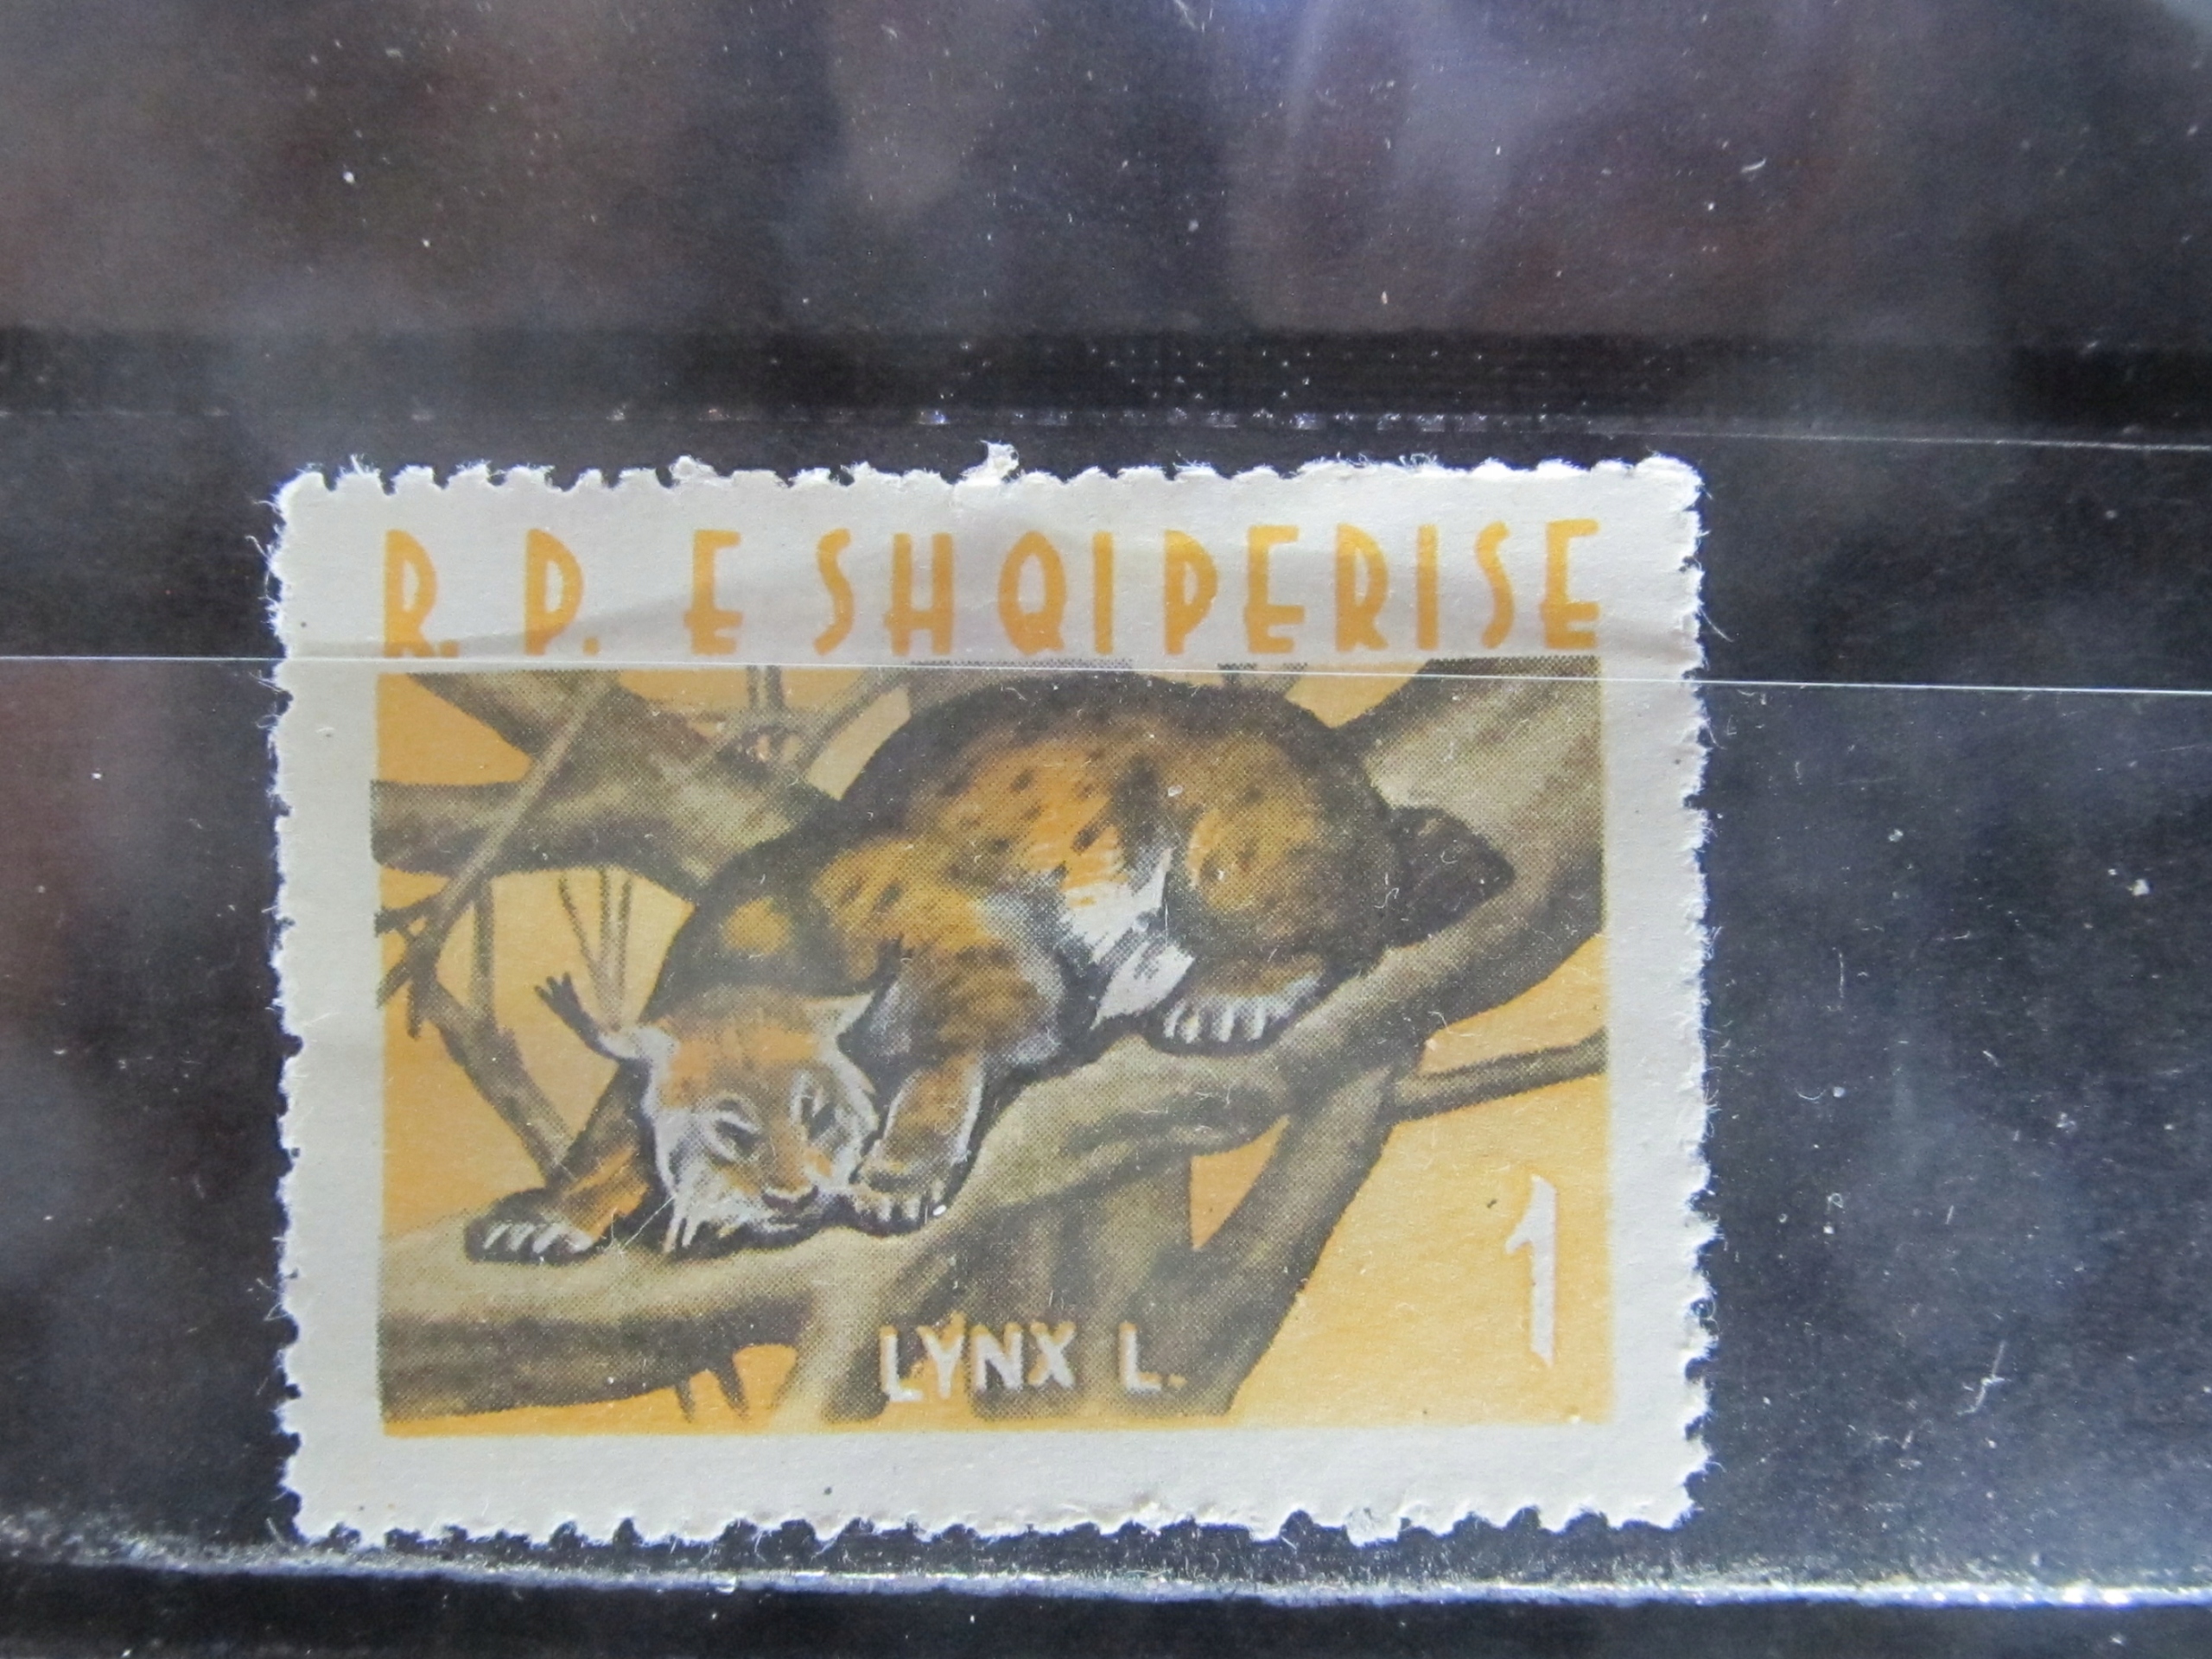 R. P. E SHQIPERISE
1
LYNX L.